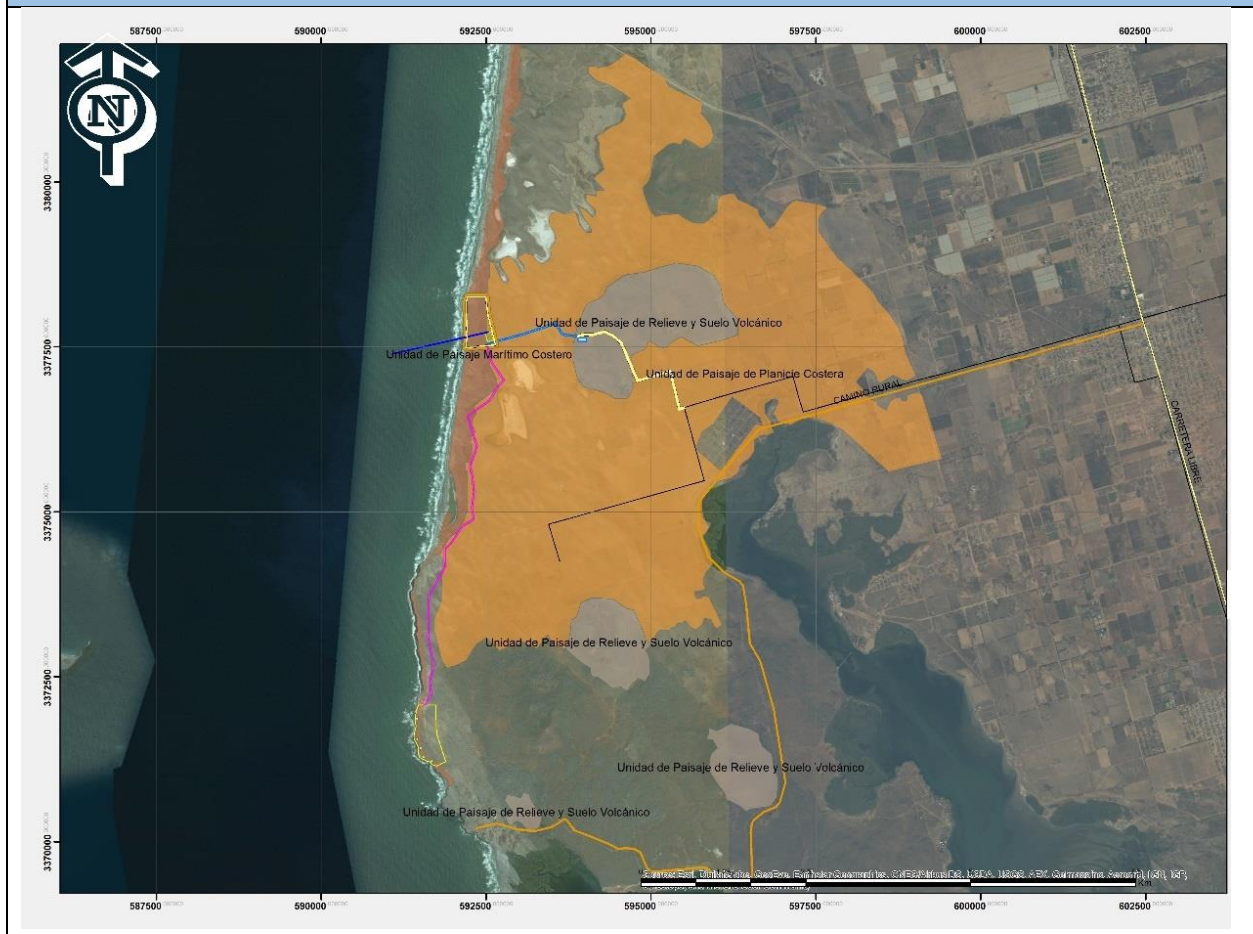 587500 590000 592500 595000 597500 600000 602500
N
3380000
3377500
3375000
3372500
3370000
Unidad de Paisaje de Relieve y Suelo Volcánico
Unidad de Paisaje Marítimo Costero
Unidad de Paisaje de Planicie Costera
CAMINO RURAL
CARRETERA LIBRE
Unidad de Paisaje de Relieve y Suelo Volcánico
Unidad de Paisaje de Relieve y Suelo Volcánico
Unidad de Paisaje de Relieve y Suelo Volcánico
Km
587500 590000 592500 595000 597500 600000 602500